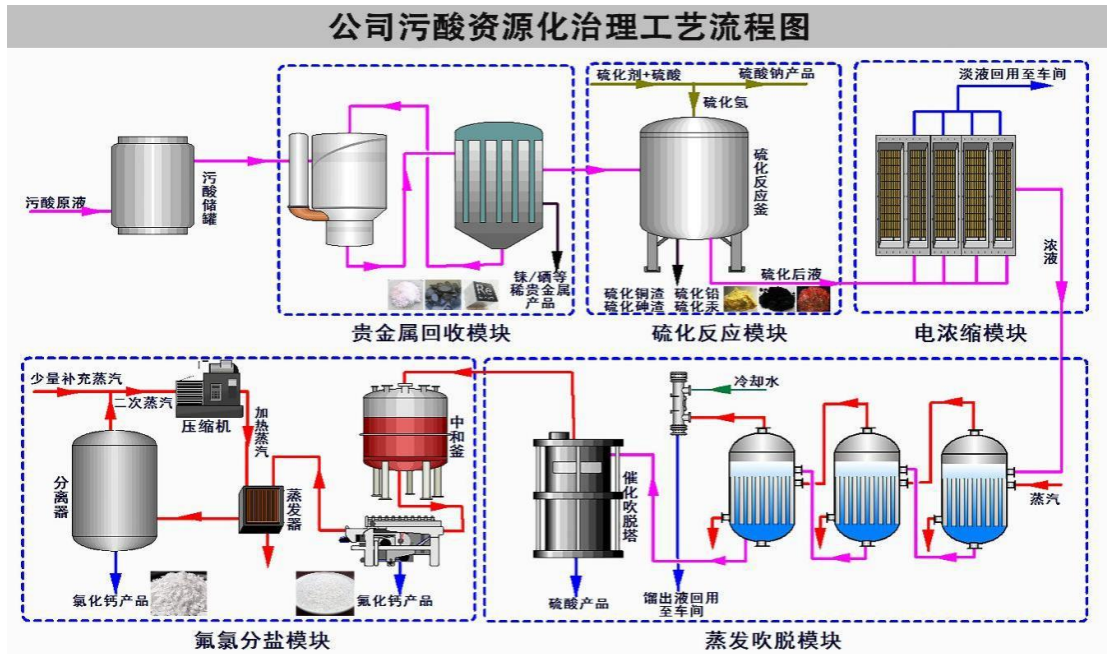 公司污酸资源化治理工艺流程图
污酸原液
污酸储罐
铼/硒等
稀贵金属
产品
Re
贵金属回收模块
硫化剂+硫酸
硫酸钠产品
硫化氢
硫化反应釜
硫化铜渣
硫化砷渣
硫化铅
硫化汞
硫化后液
硫化反应模块
淡液回用至车间
浓液
电浓缩模块
少量补充蒸汽
二次蒸汽
压缩机
加热蒸汽
分离器
蒸发器
中和釜
氯化钙产品
氟化钙产品
氟氯分盐模块
冷却水
催化吹脱塔
蒸汽
硫酸产品
馏出液回用
至车间
蒸发吹脱模块